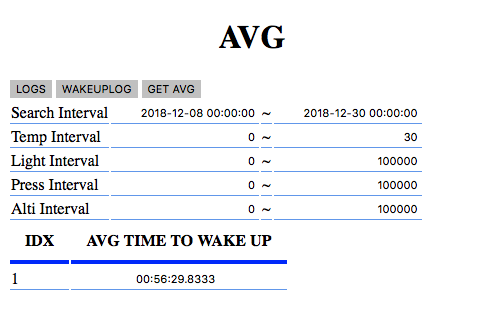 AVG
LOGS WAKEUPLOG GET AVG
Search Interval 2018-12-08 00:00:00 ~ 2018-12-30 00:00:00
Temp Interval 0 ~ 30
Light Interval 0 ~ 100000
Press Interval 0 ~ 100000
Alti Interval 0 ~ 100000
IDX AVG TIME TO WAKE UP
1 00:56:29.8333